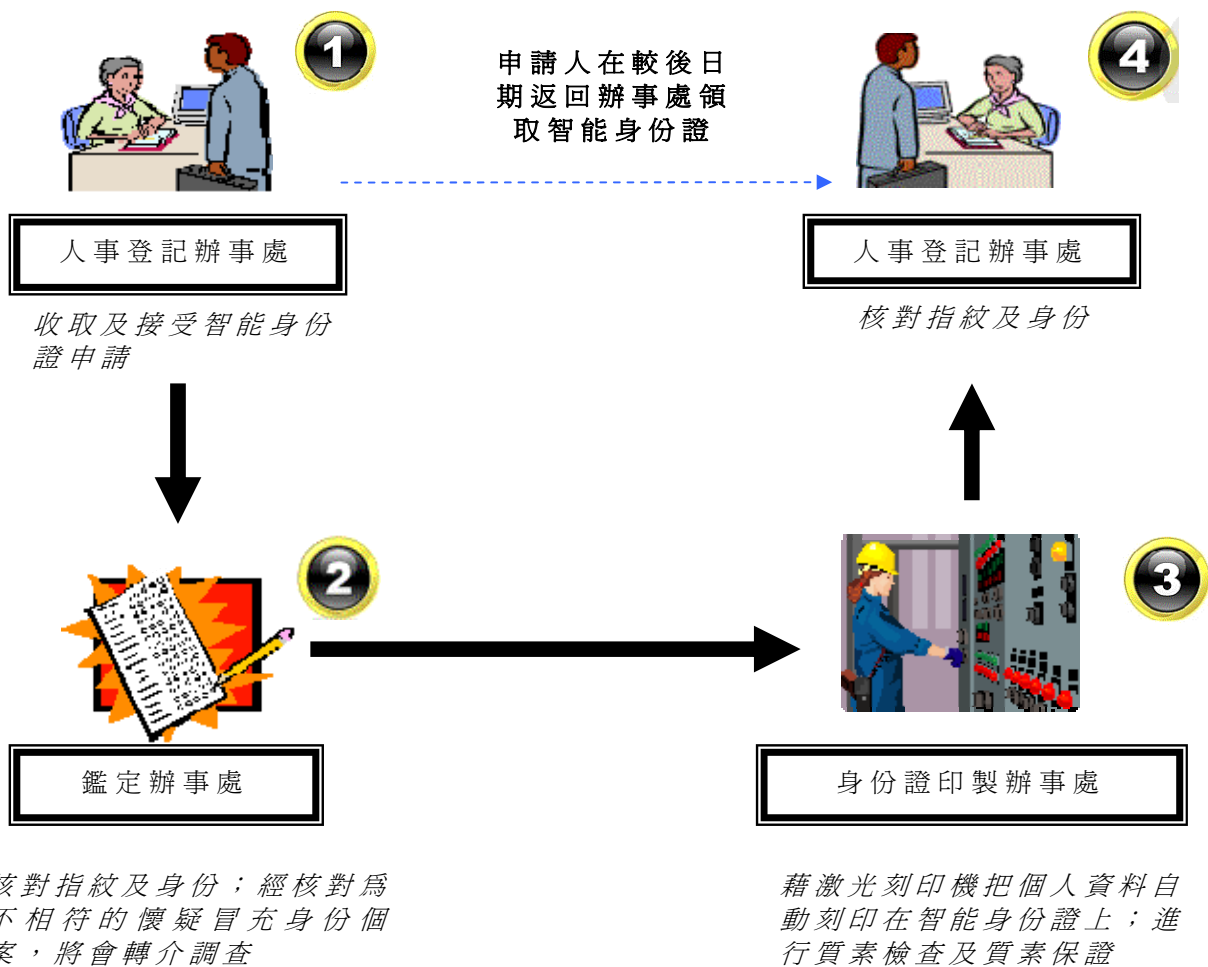 1
申請人在較後日
期返回辦事處領
取智能身份證
4
人事登記辦事處
收取及接受智能身份
證申請
人事登記辦事處
核對指紋及身份
2
鑑定辦事處
核對指紋及身份；經核對爲
不相符的懷疑冒充身份個
案，將會轉介調查
3
身份證印製辦事處
藉激光刻印機把個人資料自
動刻印在智能身份證上；進
行質素檢查及質素保證